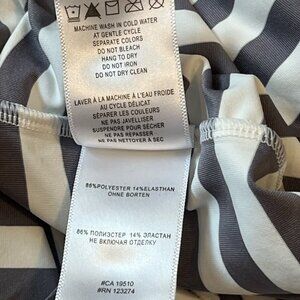 MACHINE WASH IN COLD WATER
AT GENTLE CYCLE
SEPARATE COLORS
DO NOT BLEACH
HANG TO DRY
DO NOT IRON
DO NOT DRY CLEAN
LAVER À LA MACHINE À L'EAU FROIDE
AU CYCLE DÉLICAT
SÉPARER LES COULEURS
NE PAS JAVELLISER
SUSPENDRE POUR SÉCHER
NE PAS REPASSER
NE PAS NETTOYER À SEC
86%POLYESTER 14%ELASTHAN
OHNE BORTEN
86% ПОЛИЭСТЕР 14% ЭЛАСТАН
НЕ ВКЛЮЧАЯ ОТДЕЛКУ
#CA 19510
#RN 123274